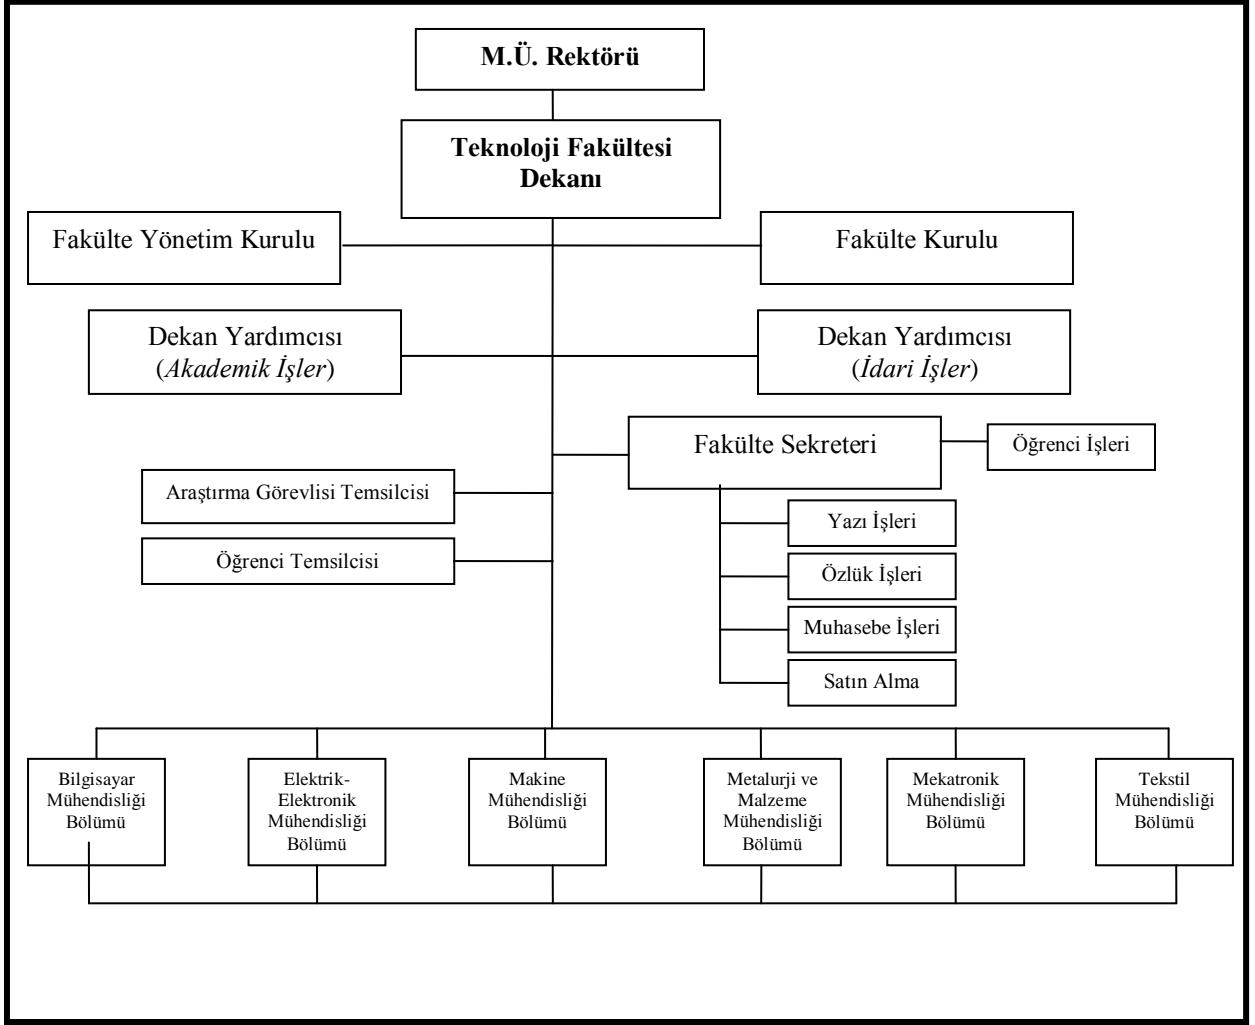 M.Ü. Rektörü
Teknoloji Fakültesi
Dekanı
Fakülte Yönetim Kurulu
Fakülte Kurulu
Dekan Yardımcısı
(Akademik İşler)
Dekan Yardımcısı
(İdari İşler)
Fakülte Sekreteri
Öğrenci İşleri
Araştırma Görevlisi Temsilcisi
Öğrenci Temsilcisi
Yazı İşleri
Özlük İşleri
Muhasebe İşleri
Satın Alma
Bilgisayar
Mühendisliği
Bölümü
Elektrik-
Elektronik
Mühendisliği
Bölümü
Makine
Mühendisliği
Bölümü
Metalurji ve
Malzeme
Mühendisliği
Bölümü
Mekatronik
Mühendisliği
Bölümü
Tekstil
Mühendisliği
Bölümü